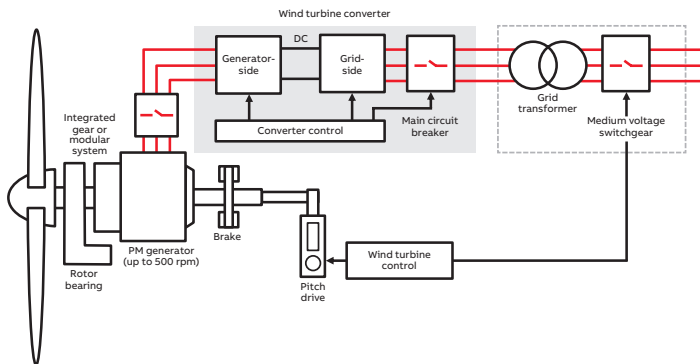 Wind turbine converter
DC
Generator-
side
Grid-
side
Converter control
Main circuit
breaker
Grid
transformer
Medium voltage
switchgear
Integrated
gear or
modular
system
PM generator
(up to 500 rpm)
Rotor
bearing
Brake
Pitch
drive
Wind turbine
control